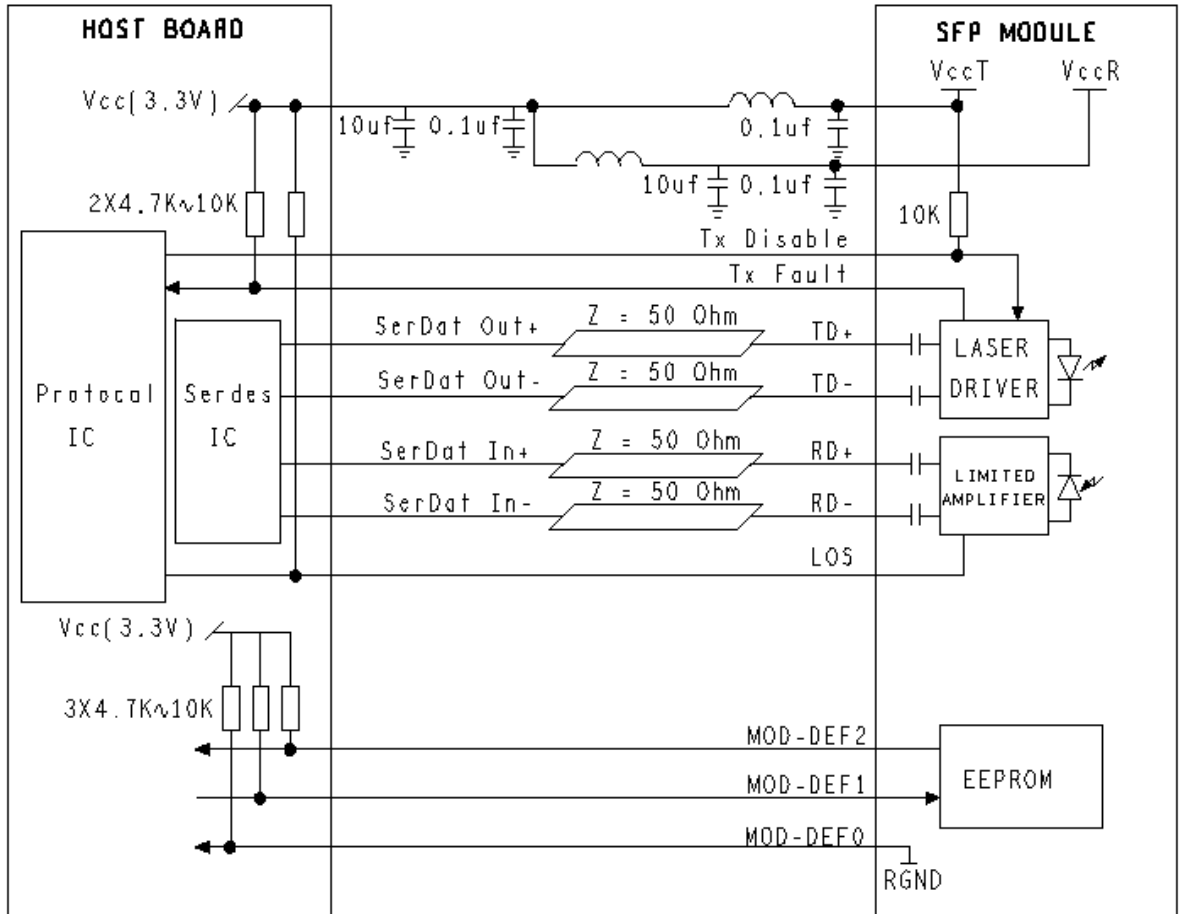 HOST BOARD
SFP MODULE
VccT
VccR
Vcc(3.3V)
10uf
0.1uf
0.1uf
10uf
0.1uf
2X4.7K~10K
10K
Tx Disable
Tx Fault
SerDat Out+
Z = 50 Ohm
TD+
SerDat Out-
Z = 50 Ohm
TD-
LASER
DRIVER
Protocal
IC
Serdes
IC
SerDat In+
Z = 50 Ohm
RD+
SerDat In-
Z = 50 Ohm
RD-
LIMITED
AMPLIFIER
LOS
Vcc(3.3V)
3X4.7K~10K
MOD-DEF2
MOD-DEF1
MOD-DEF0
EEPROM
RGND